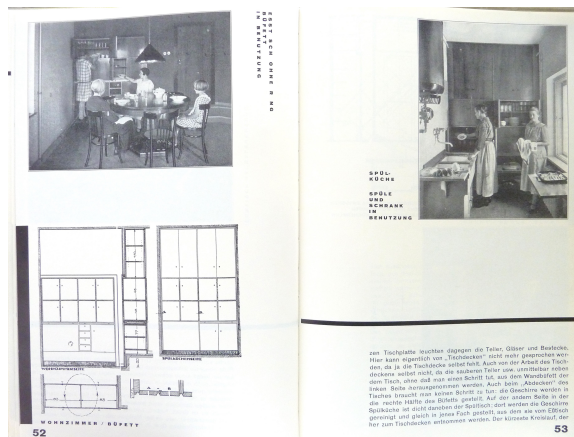 ESSTISCH OHNE RING
BÜFETT
IN BENUTZUNG
WOHNZIMMER / BÜFETT
52
SPÜL-
KÜCHE
SPÜLE
UND
SCHRANK
IN
BENUTZUNG
zen Tischplatte leuchten dagegen die Teller, Gläser und Bestecke.
Hier kann eigentlich von „Tischdecken" nicht mehr gesprochen wer-
den, da ja die Tischdecke selbst fehlt. Auch von der Arbeit des Tisch-
deckens selbst nicht, da die sauberen Teller usw. unmittelbar neben
dem Tisch, ohne daß man einen Schritt tut, aus dem Wandbüfett der
linken Seite herausgenommen werden. Auch beim „Abdecken" des
Tisches braucht man keinen Schritt zu tun: die Geschirre werden in
die rechte Hälfte des Büfetts gestellt. Auf der anderen Seite in der
Spülküche ist dicht daneben der Spültisch; dort werden die Geschirre
gereinigt und gleich in jenes Fach gestellt, aus dem sie vom Eßtisch
her zum Tischdecken entnommen werden. Der kürzeste Kreislauf, der
53